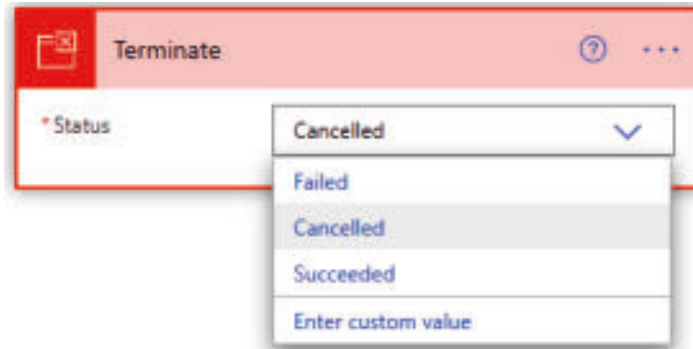 Terminate
* Status
Cancelled
Failed
Cancelled
Succeeded
Enter custom value